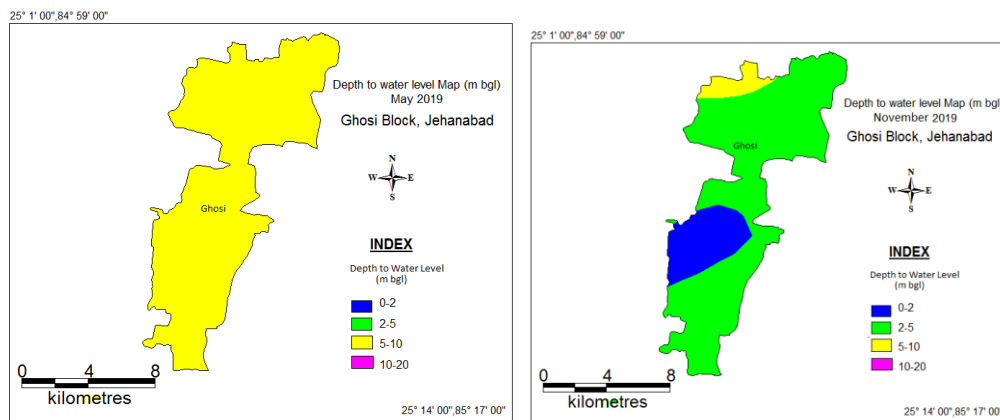 25° 1' 00",84° 59' 00"
Depth to water level Map (m bgl)
May 2019
Ghosi Block, Jehanabad
N
W E
S
Ghosi
INDEX
Depth to Water Level
(m bgl)
0-2
2-5
5-10
10-20
0 4 8
kilometres
25° 14' 00",85° 17' 00"
25° 1' 00",84° 59' 00"
Depth to water level Map (m bgl)
November 2019
Ghosi Block, Jehanabad
Ghosi
N
W E
S
INDEX
Depth to Water Level
(m bgl)
0-2
2-5
5-10
10-20
0 4 8
kilometres
25° 14' 00",85° 17' 00"